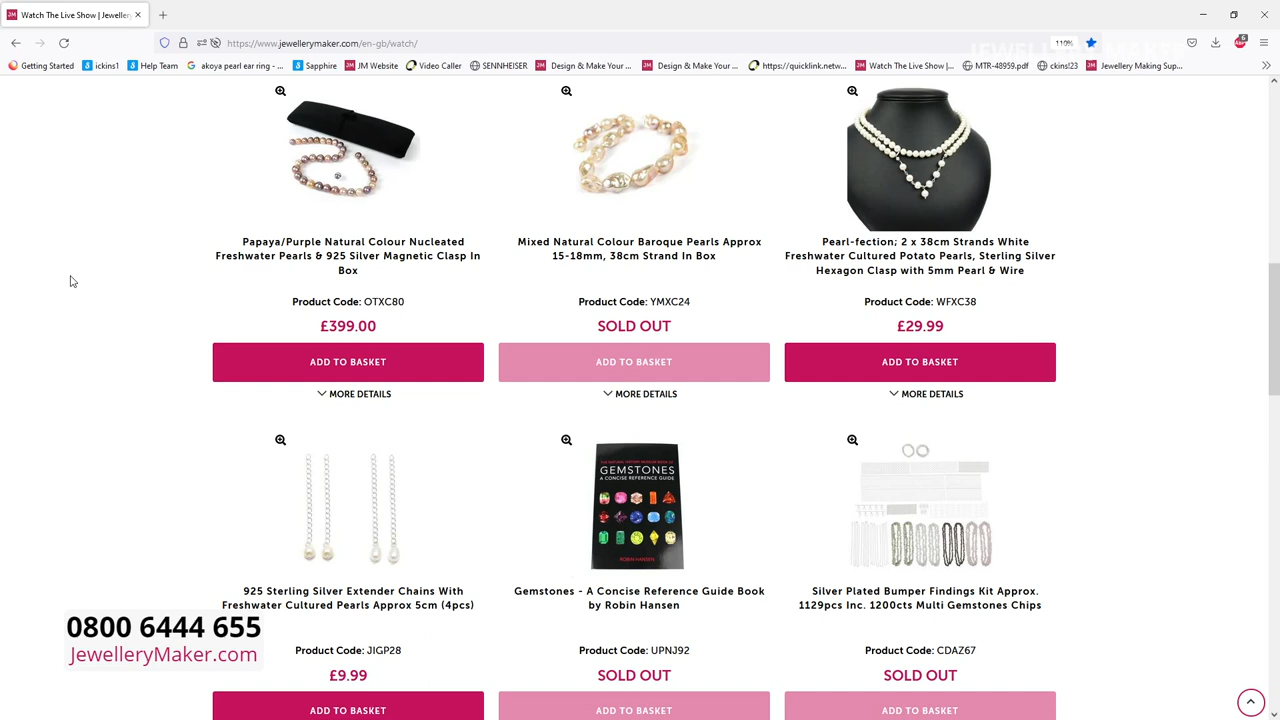 Watch The Live Show | Jeweller
https://www.jewellerymaker.com/en-gb/watch/
110%
6
Getting Started
ickins1
Help Team
akoya pearl ear ring - ...
Sapphire
JM Website
Video Caller
SENNHEISER
Design & Make Your ...
Design & Make Your ...
https://quicklink.netw...
Watch The Live Show |...
MTR-48959.pdf
ckins!23
Jewellery Making Sup...
Papaya/Purple Natural Colour Nucleated
Freshwater Pearls & 925 Silver Magnetic Clasp In
Box
Product Code: OTXC80
£399.00
ADD TO BASKET
MORE DETAILS
Mixed Natural Colour Baroque Pearls Approx
15-18mm, 38cm Strand In Box
Product Code: YMXC24
SOLD OUT
ADD TO BASKET
MORE DETAILS
Pearl-fection; 2 x 38cm Strands White
Freshwater Cultured Potato Pearls, Sterling Silver
Hexagon Clasp with 5mm Pearl & Wire
Product Code: WFXC38
£29.99
ADD TO BASKET
MORE DETAILS
925 Sterling Silver Extender Chains With
Freshwater Cultured Pearls Approx 5cm (4pcs)
Product Code: JIGP28
£9.99
ADD TO BASKET
GEMSTONES
A CONCISE REFERENCE GUIDE
ROBIN HANSEN
Gemstones - A Concise Reference Guide Book
by Robin Hansen
Product Code: UPNJ92
SOLD OUT
ADD TO BASKET
Silver Plated Bumper Findings Kit Approx.
1129pcs Inc. 1200cts Multi Gemstones Chips
Product Code: CDAZ67
SOLD OUT
ADD TO BASKET
0800 6444 655
JewelleryMaker.com